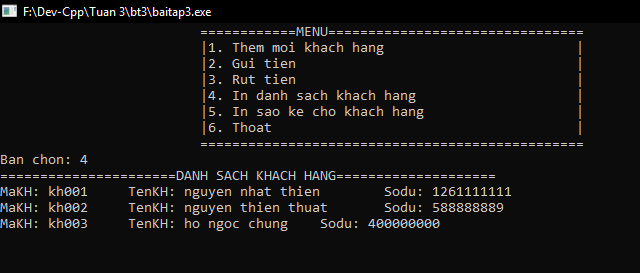 F:\Dev-Cpp\Tuan 3\bt3\baitap3.exe
============MENU================================
|1. Them moi khach hang                        |
|2. Gui tien                                   |
|3. Rut tien                                   |
|4. In danh sach khach hang                    |
|5. In sao ke cho khach hang                   |
|6. Thoat                                      |
================================================
Ban chon: 4
======================DANH SACH KHACH HANG====================
MaKH: kh001     TenKH: nguyen nhat thien        Sodu: 1261111111
MaKH: kh002     TenKH: nguyen thien thuat       Sodu: 588888889
MaKH: kh003     TenKH: ho ngoc chung    Sodu: 400000000